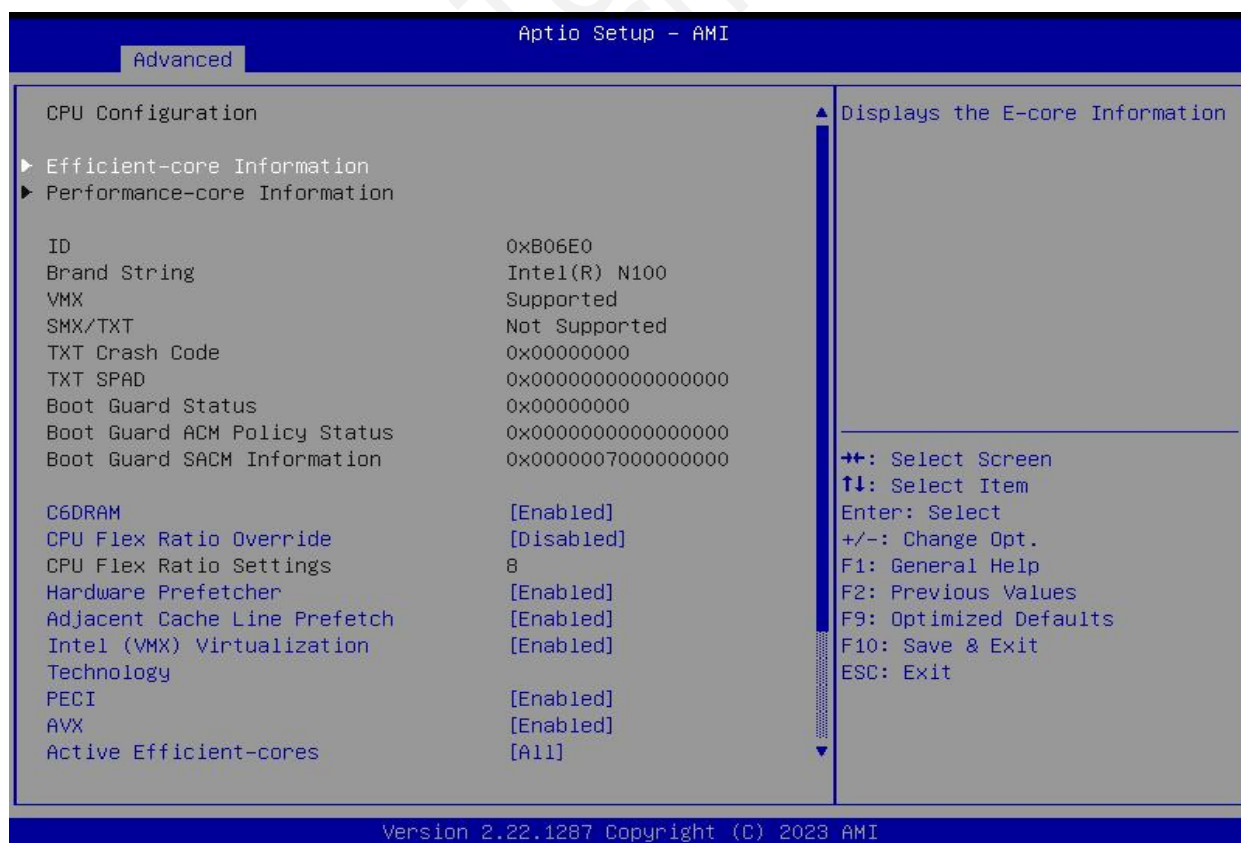 Aptio Setup - AMI
Advanced
CPU Configuration
Efficient-core Information
Performance-core Information
ID 0xB06E0
Brand String Intel(R) N100
VMX Supported
SMX/TXT Not Supported
TXT Crash Code 0x00000000
TXT SPAD 0x0000000000000000
Boot Guard Status 0x00000000
Boot Guard ACM Policy Status 0x0000000000000000
Boot Guard SACM Information 0x0000007000000000
C6DRAM [Enabled]
CPU Flex Ratio Override [Disabled]
CPU Flex Ratio Settings 8
Hardware Prefetcher [Enabled]
Adjacent Cache Line Prefetch [Enabled]
Intel (VMX) Virtualization [Enabled]
Technology
PECI [Enabled]
AVX [Enabled]
Active Efficient-cores [All]
Displays the E-core Information
→←: Select Screen
↑↓: Select Item
Enter: Select
+/-: Change Opt.
F1: General Help
F2: Previous Values
F9: Optimized Defaults
F10: Save & Exit
ESC: Exit
Version 2.22.1287 Copyright (C) 2023 AMI